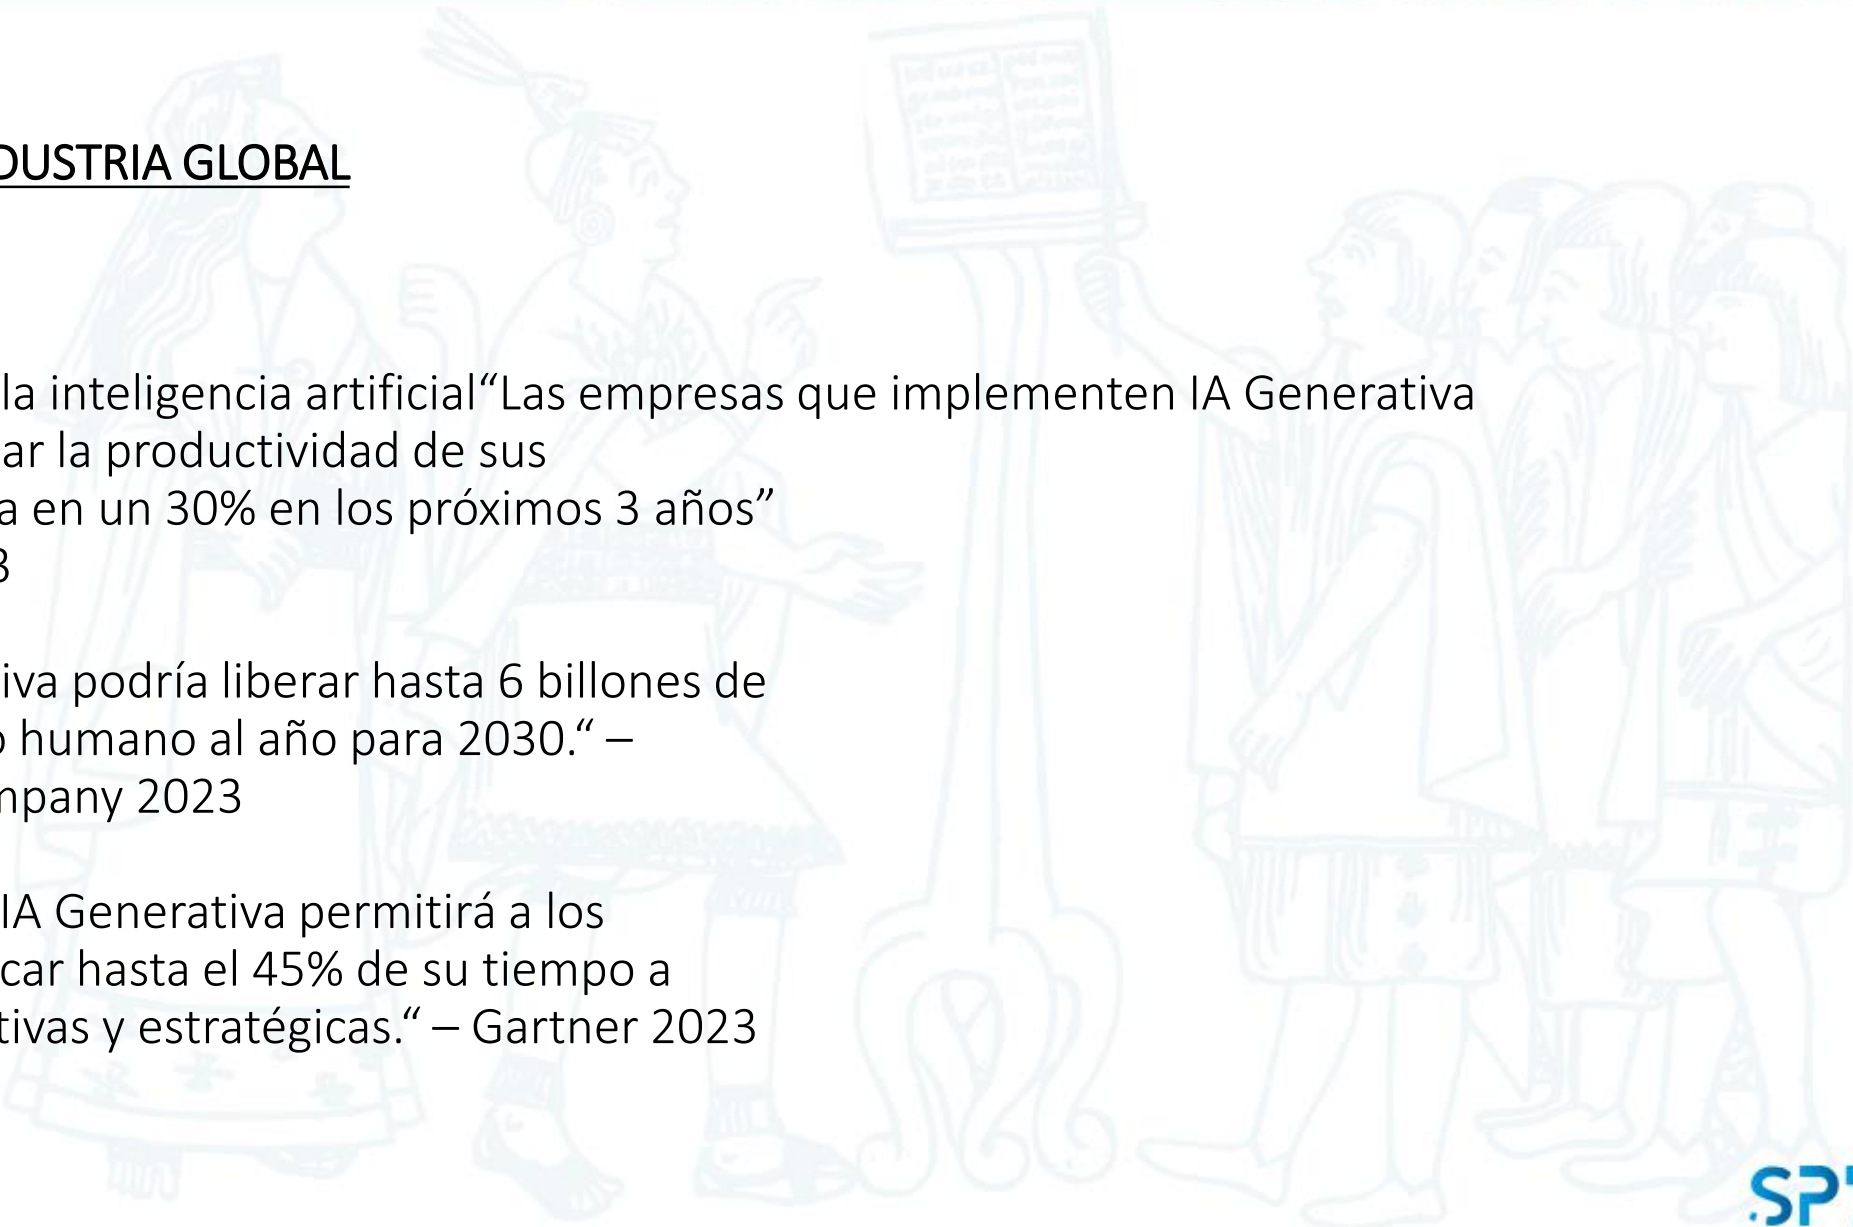 DUSTRIA GLOBAL
la inteligencia artificial“Las empresas que implementen IA Generativa
ar la productividad de sus
a en un 30% en los próximos 3 años”
3
iva podría liberar hasta 6 billones de
o humano al año para 2030.“ –
mpany 2023
IA Generativa permitirá a los
car hasta el 45% de su tiempo a
tivas y estratégicas.“ – Gartner 2023
SP